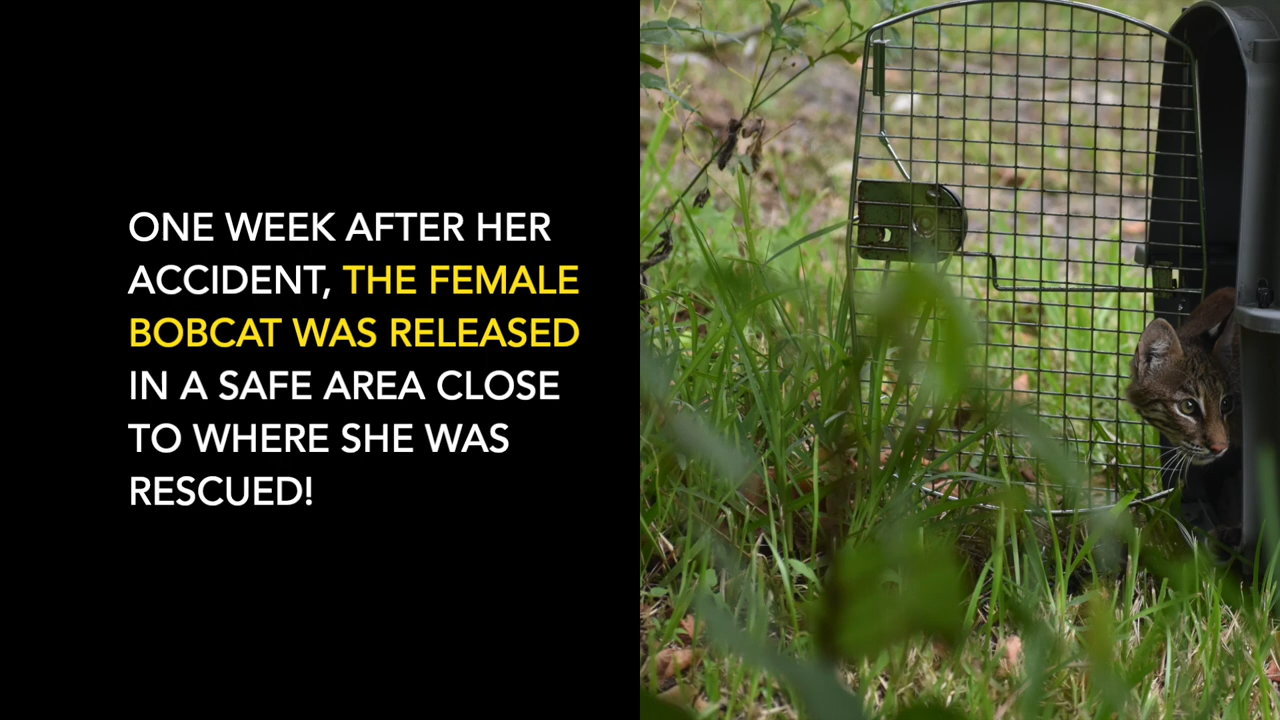 ONE WEEK AFTER HER
ACCIDENT, THE FEMALE
BOBCAT WAS RELEASED
IN A SAFE AREA CLOSE
TO WHERE SHE WAS
RESCUED!